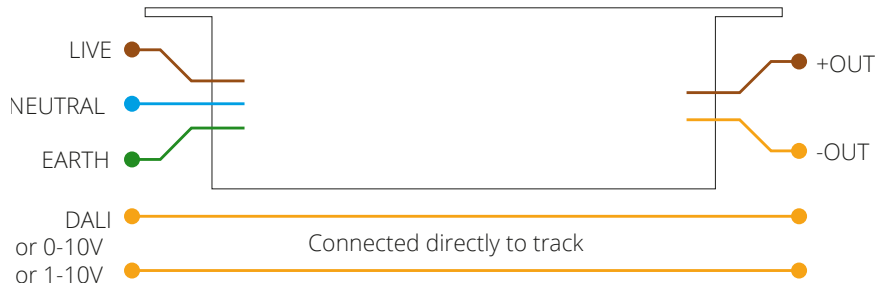 LIVE
+OUT
NEUTRAL
-OUT
EARTH
DALI
or 0-10V
or 1-10V
Connected directly to track